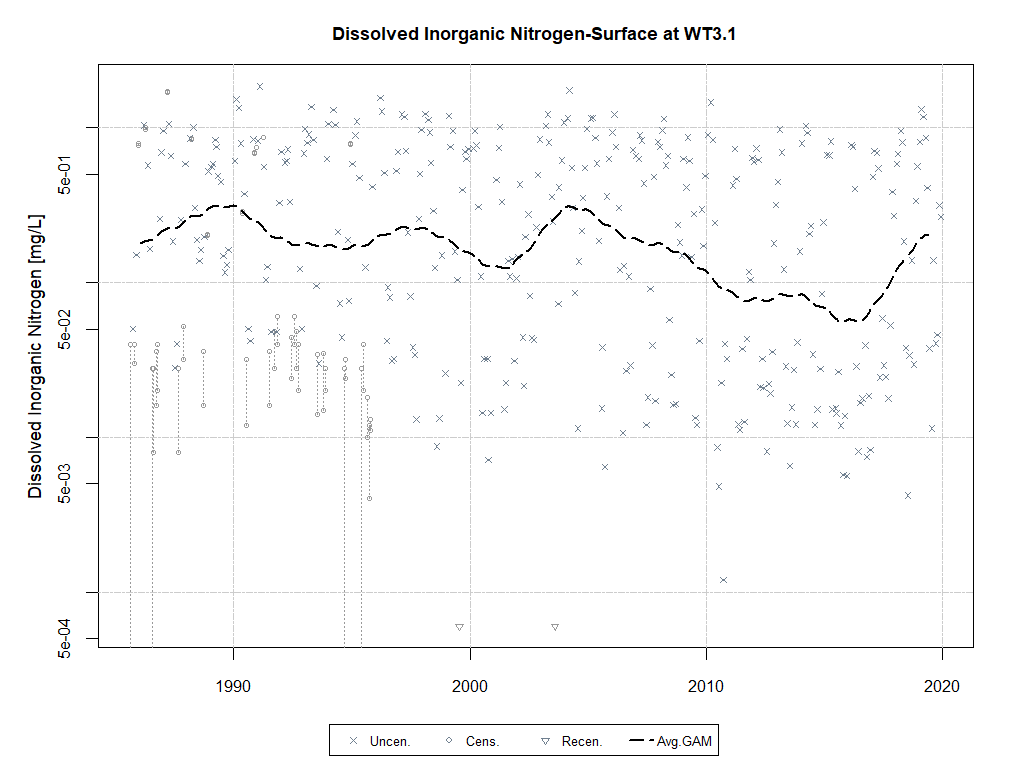 Dissolved Inorganic Nitrogen-Surface at WT3.1
Dissolved Inorganic Nitrogen [mg/L]
5e-01
5e-02
5e-03
5e-04
1990 2000 2010 2020
Uncen. Cens. Recen. Avg.GAM